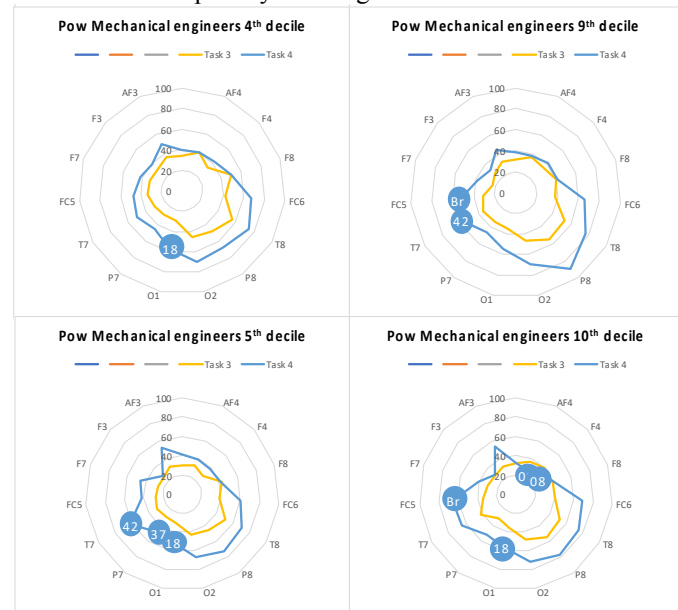 Pow Mechanical engineers 4th decile
Task 3 Task 4
100
AF3 AF4
80
F3 F4
60
40
F7 F8
20
0
FC5 FC6
T7 T8
18
P7 P8
O1 O2
Pow Mechanical engineers 9th decile
Task 3 Task 4
100
AF3 AF4
80
F3 F4
60
40
F7 F8
20
0
Br
FC5 FC6
42
T7 T8
P7 P8
O1 O2
Pow Mechanical engineers 5th decile
Task 3 Task 4
100
AF3 AF4
80
F3 F4
60
40
F7 F8
20
0
FC5 FC6
42
37
18
T7 T8
P7 P8
O1 O2
Pow Mechanical engineers 10th decile
Task 3 Task 4
100
AF3 AF4
80
F3 F4
60
40
F7 F8
20
0
08
0
Br
FC5 FC6
18
T7 T8
P7 P8
O1 O2